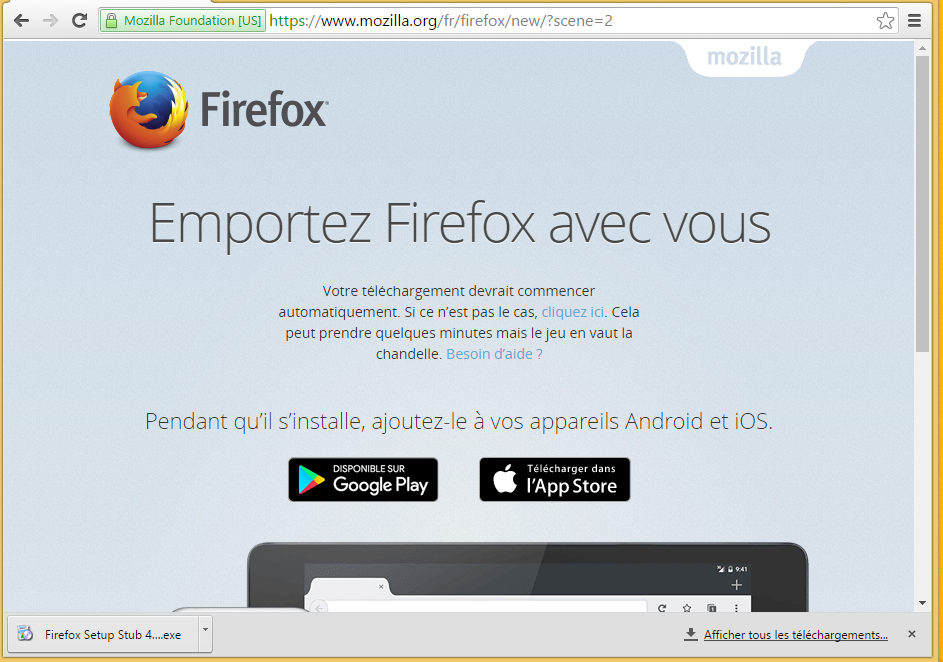 Mozilla Foundation [US] https://www.mozilla.org/fr/firefox/new/?scene=2
mozilla
Firefox
Emportez Firefox avec vous
Votre téléchargement devrait commencer
automatiquement. Si ce n’est pas le cas, cliquez ici. Cela
peut prendre quelques minutes mais le jeu en vaut la
chandelle. Besoin d’aide ?
Pendant qu’il s’installe, ajoutez-le à vos appareils Android et iOS.
DISPONIBLE SUR
Google Play
Télécharger dans
l’App Store
9:41
Firefox Setup Stub 4....exe
Afficher tous les téléchargements...